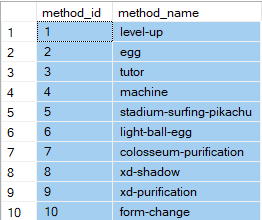 method_id method_name
1 1 level-up
2 2 egg
3 3 tutor
4 4 machine
5 5 stadium-surfing-pikachu
6 6 light-ball-egg
7 7 colosseum-purification
8 8 xd-shadow
9 9 xd-purification
10 10 form-change